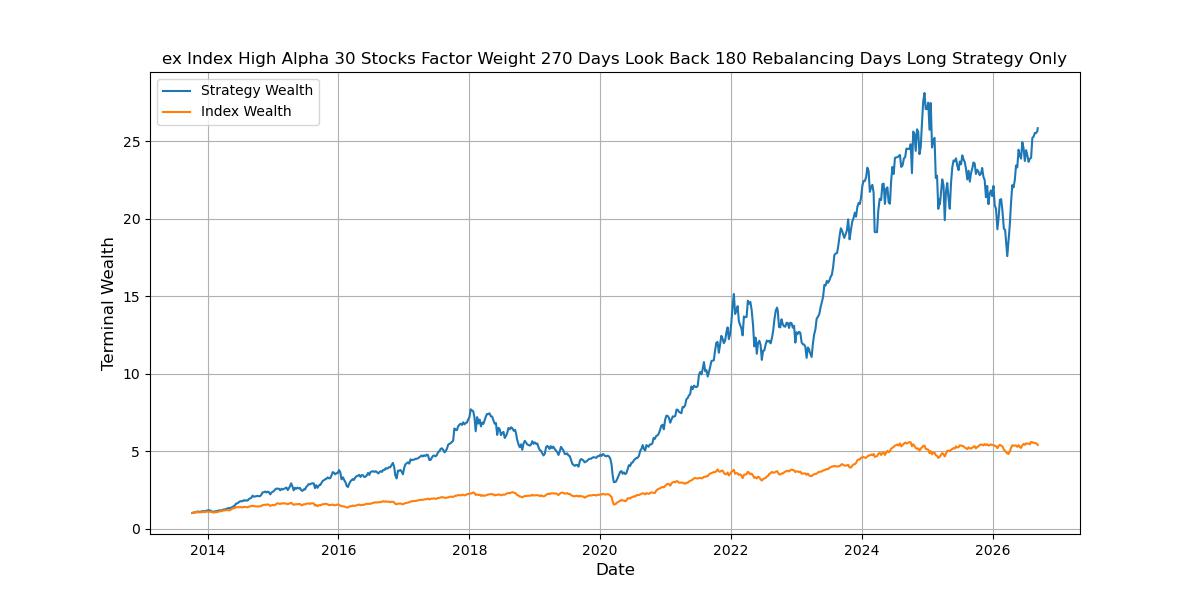 ex Index High Alpha 30 Stocks Factor Weight 270 Days Look Back 180 Rebalancing Days Long Strategy Only
Strategy Wealth
Index Wealth
Terminal Wealth
25
20
15
10
5
0
2014 2016 2018 2020 2022 2024 2026
Date